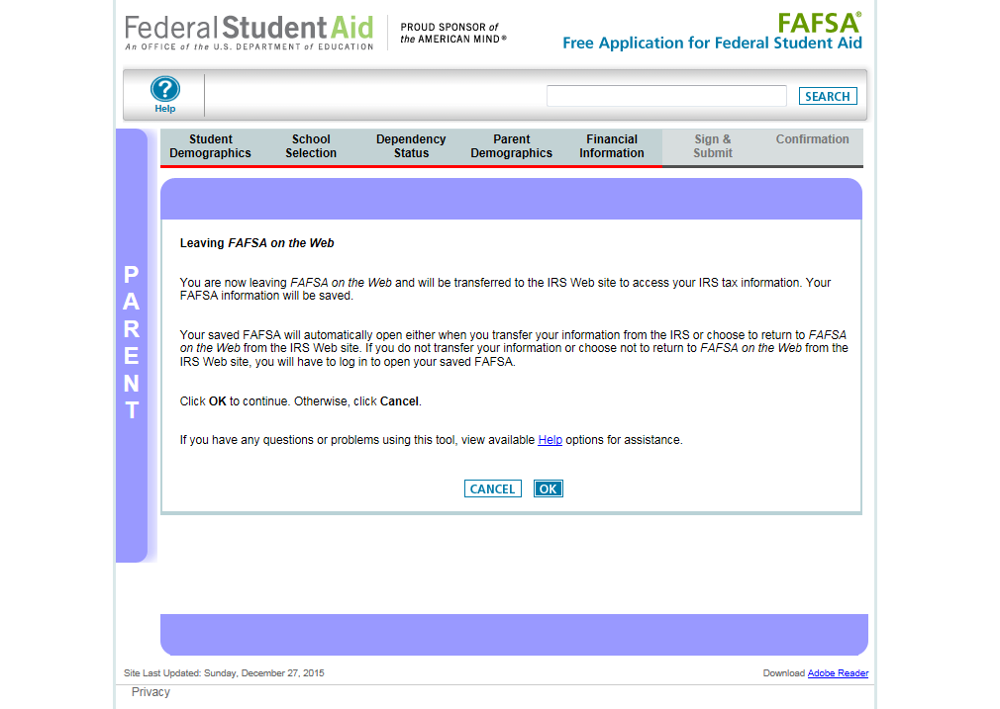 Federal Student Aid
An OFFICE of the U.S. DEPARTMENT of EDUCATION
PROUD SPONSOR of
the AMERICAN MIND®
FAFSA®
Free Application for Federal Student Aid
?
Help
SEARCH
Student
Demographics
School
Selection
Dependency
Status
Parent
Demographics
Financial
Information
Sign &
Submit
Confirmation
PARENT
Leaving FAFSA on the Web
You are now leaving FAFSA on the Web and will be transferred to the IRS Web site to access your IRS tax information. Your
FAFSA information will be saved.
Your saved FAFSA will automatically open either when you transfer your information from the IRS or choose to return to FAFSA
on the Web from the IRS Web site. If you do not transfer your information or choose not to return to FAFSA on the Web from the
IRS Web site, you will have to log in to open your saved FAFSA.
Click OK to continue. Otherwise, click Cancel.
If you have any questions or problems using this tool, view available Help options for assistance.
CANCEL OK
Site Last Updated: Sunday, December 27, 2015
Download Adobe Reader
Privacy